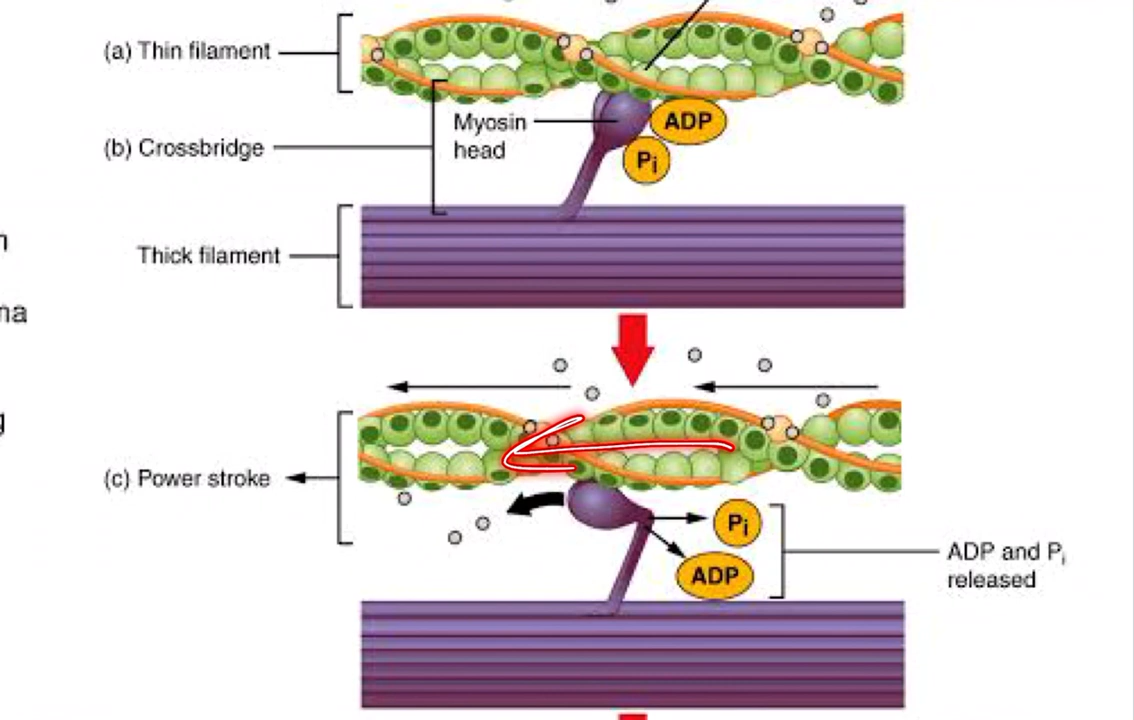 (a) Thin filament
Myosin
head
ADP
Pi
(b) Crossbridge
Thick filament
(c) Power stroke
Pi
ADP
ADP and Pi
released